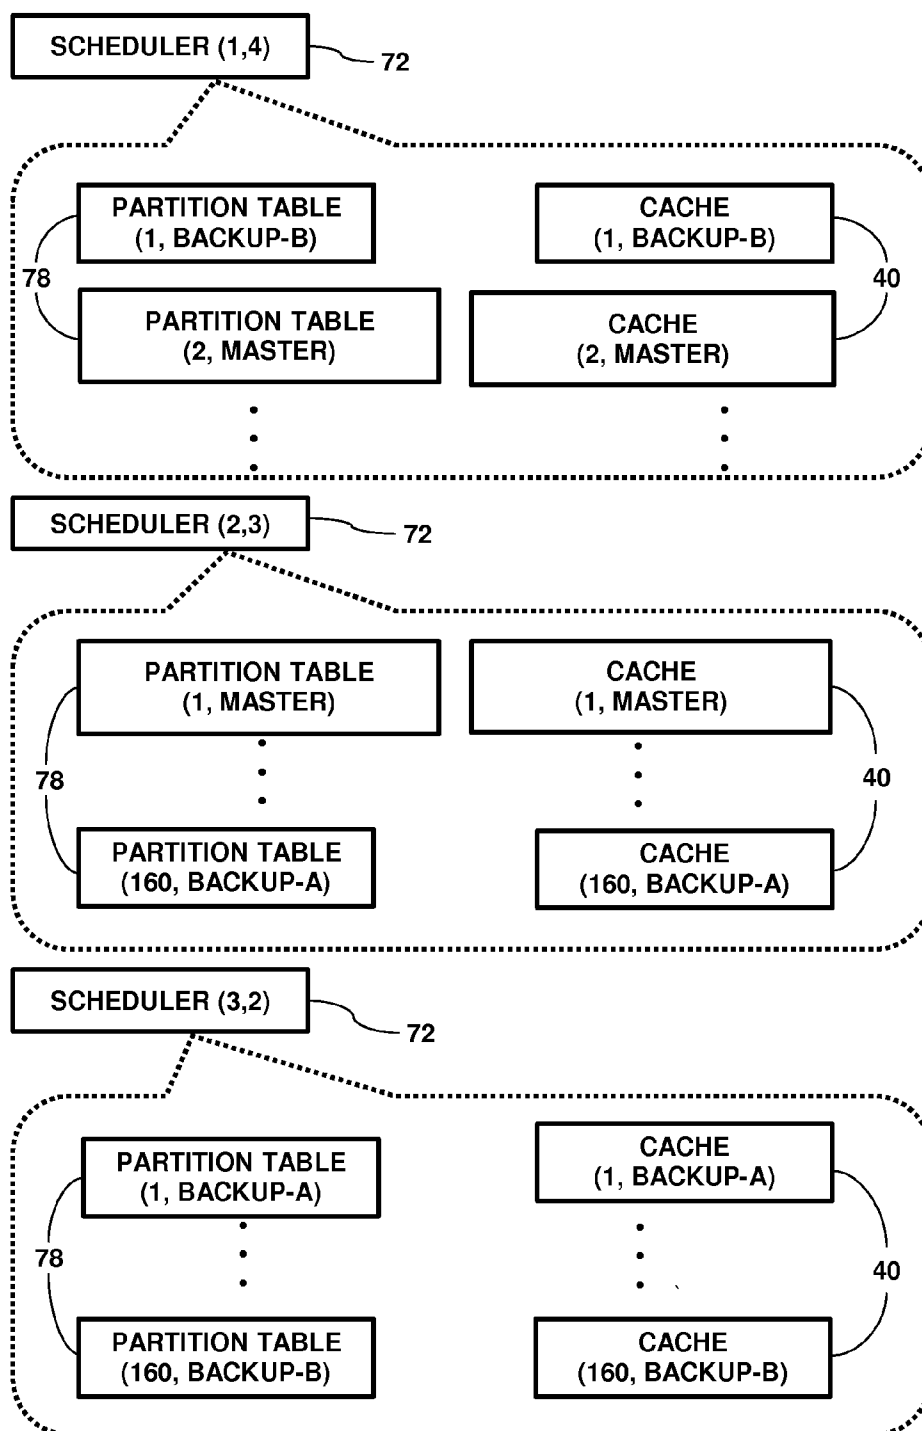 SCHEDULER (1,4)
72
PARTITION TABLE
(1, BACKUP-B)
CACHE
(1, BACKUP-B)
78
40
PARTITION TABLE
(2, MASTER)
CACHE
(2, MASTER)
SCHEDULER (2,3)
72
PARTITION TABLE
(1, MASTER)
CACHE
(1, MASTER)
78
40
PARTITION TABLE
(160, BACKUP-A)
CACHE
(160, BACKUP-A)
SCHEDULER (3,2)
72
PARTITION TABLE
(1, BACKUP-A)
CACHE
(1, BACKUP-A)
78
40
PARTITION TABLE
(160, BACKUP-B)
CACHE
(160, BACKUP-B)